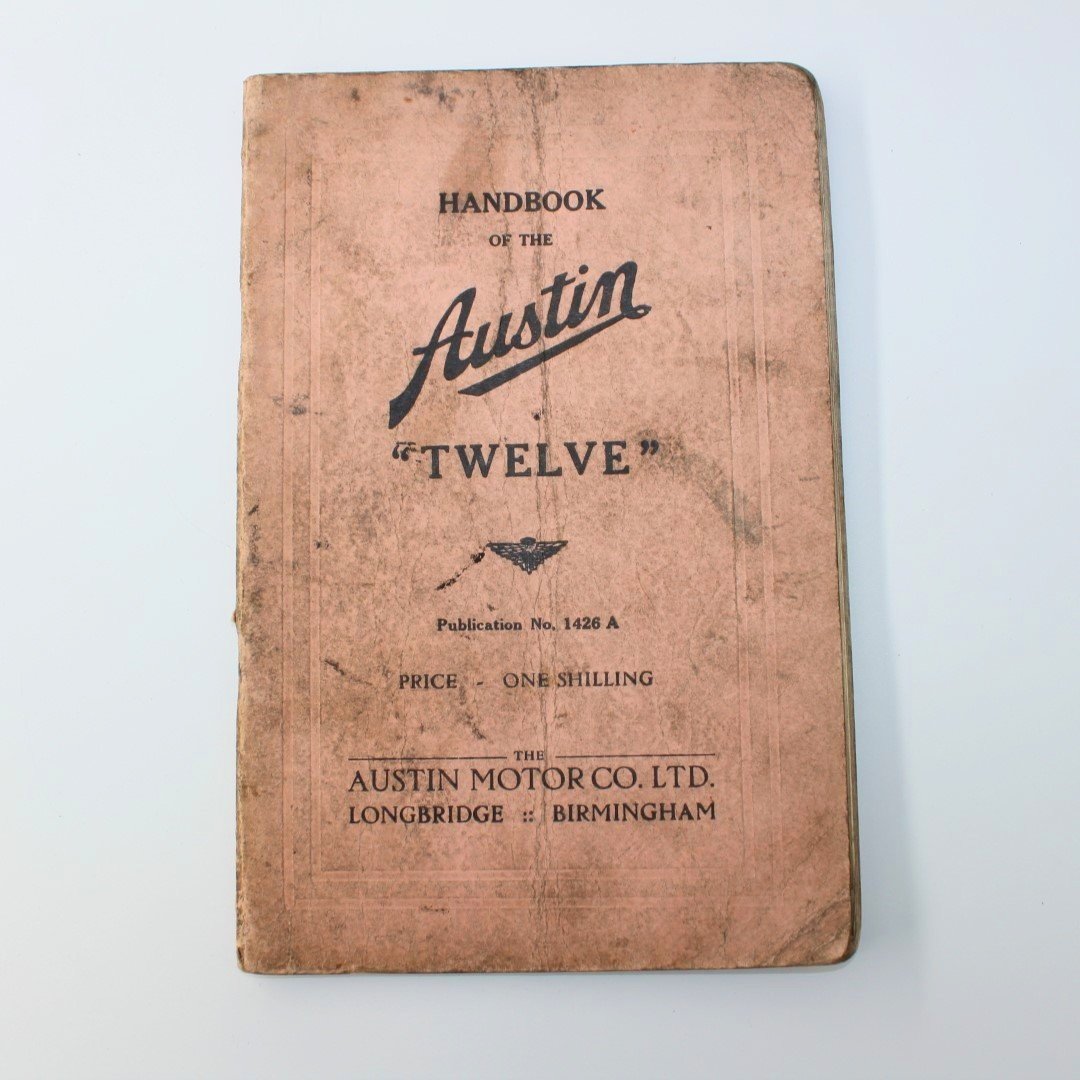 HANDBOOK
OF THE
Austin
“TWELVE”
Publication No. 1426 A
PRICE - ONE SHILLING
THE
AUSTIN MOTOR CO. LTD.
LONGBRIDGE :: BIRMINGHAM